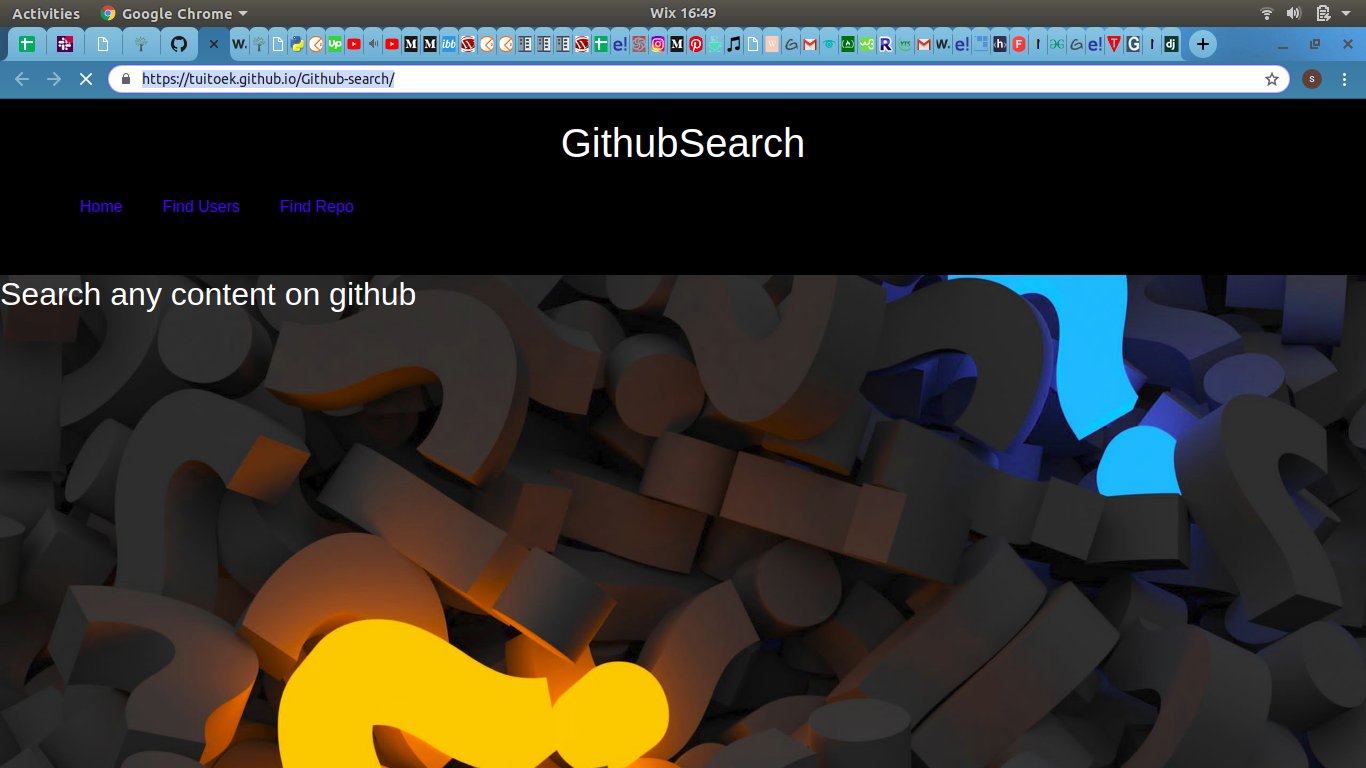 Activities
Google Chrome
Wix 16:49
https://tuitoek.github.io/Github-search/
S
GithubSearch
Home
Find Users
Find Repo
Search any content on github